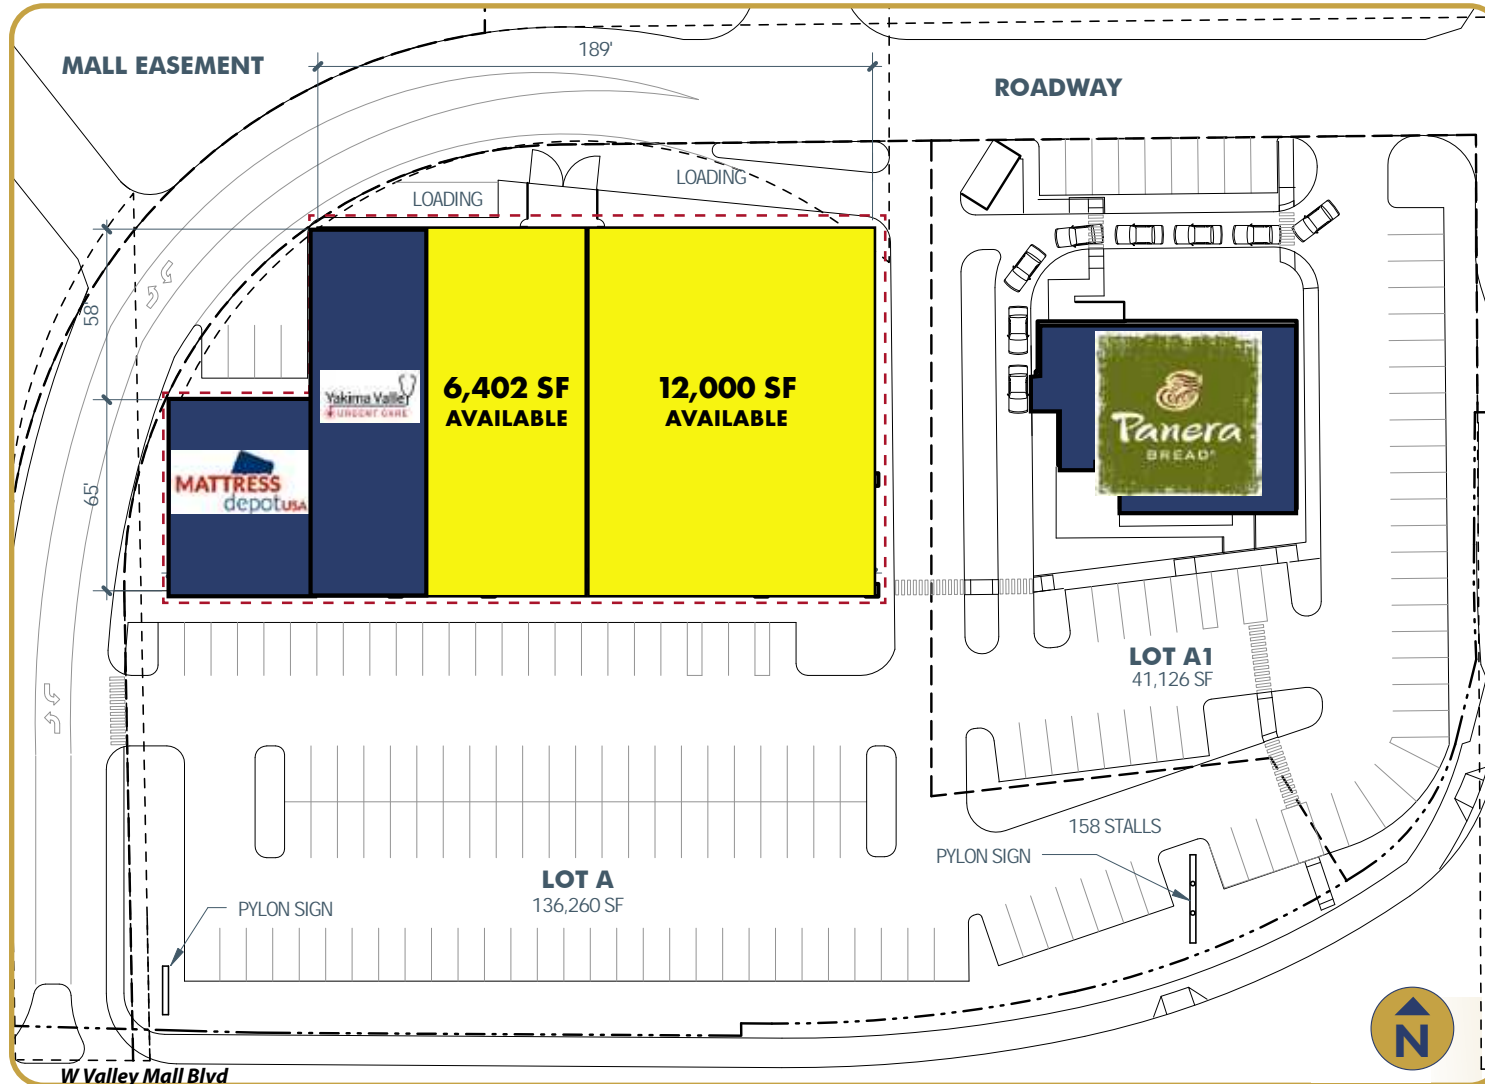 MALL EASEMENT
189'
ROADWAY
LOADING
LOADING
58'
65'
Yakima Valley
URGENT CARE
6,402 SF
AVAILABLE
12,000 SF
AVAILABLE
MATTRESS
depot USA
Panera
BREAD®
LOT A1
41,126 SF
158 STALLS
PYLON SIGN
LOT A
136,260 SF
PYLON SIGN
N
W Valley Mall Blvd